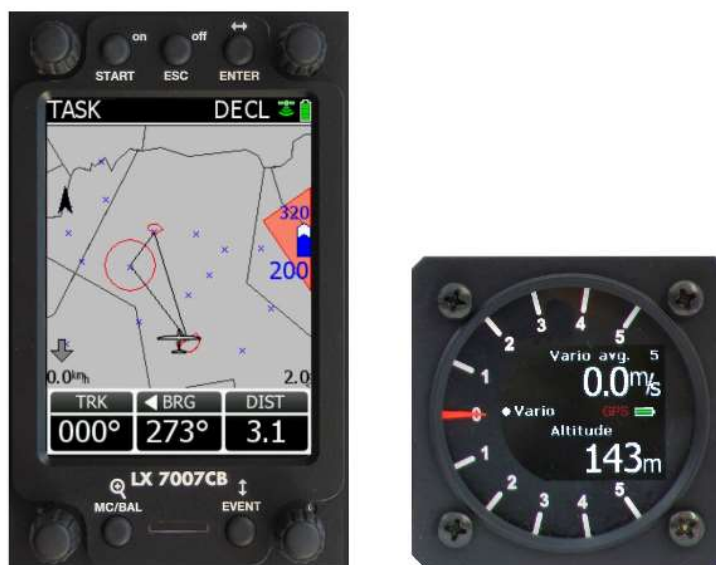 on
off
START
ESC
ENTER
TASK
DECL
320
200
0.0km/h
2.0
TRK
BRG
DIST
000°
273°
3.1
LX 7007CB
MC/BAL
EVENT
2
3
4
5
1
Vario avg. 5
0.0m/s
0
Vario
GPS
Altitude
143m
1
2
3
4
5